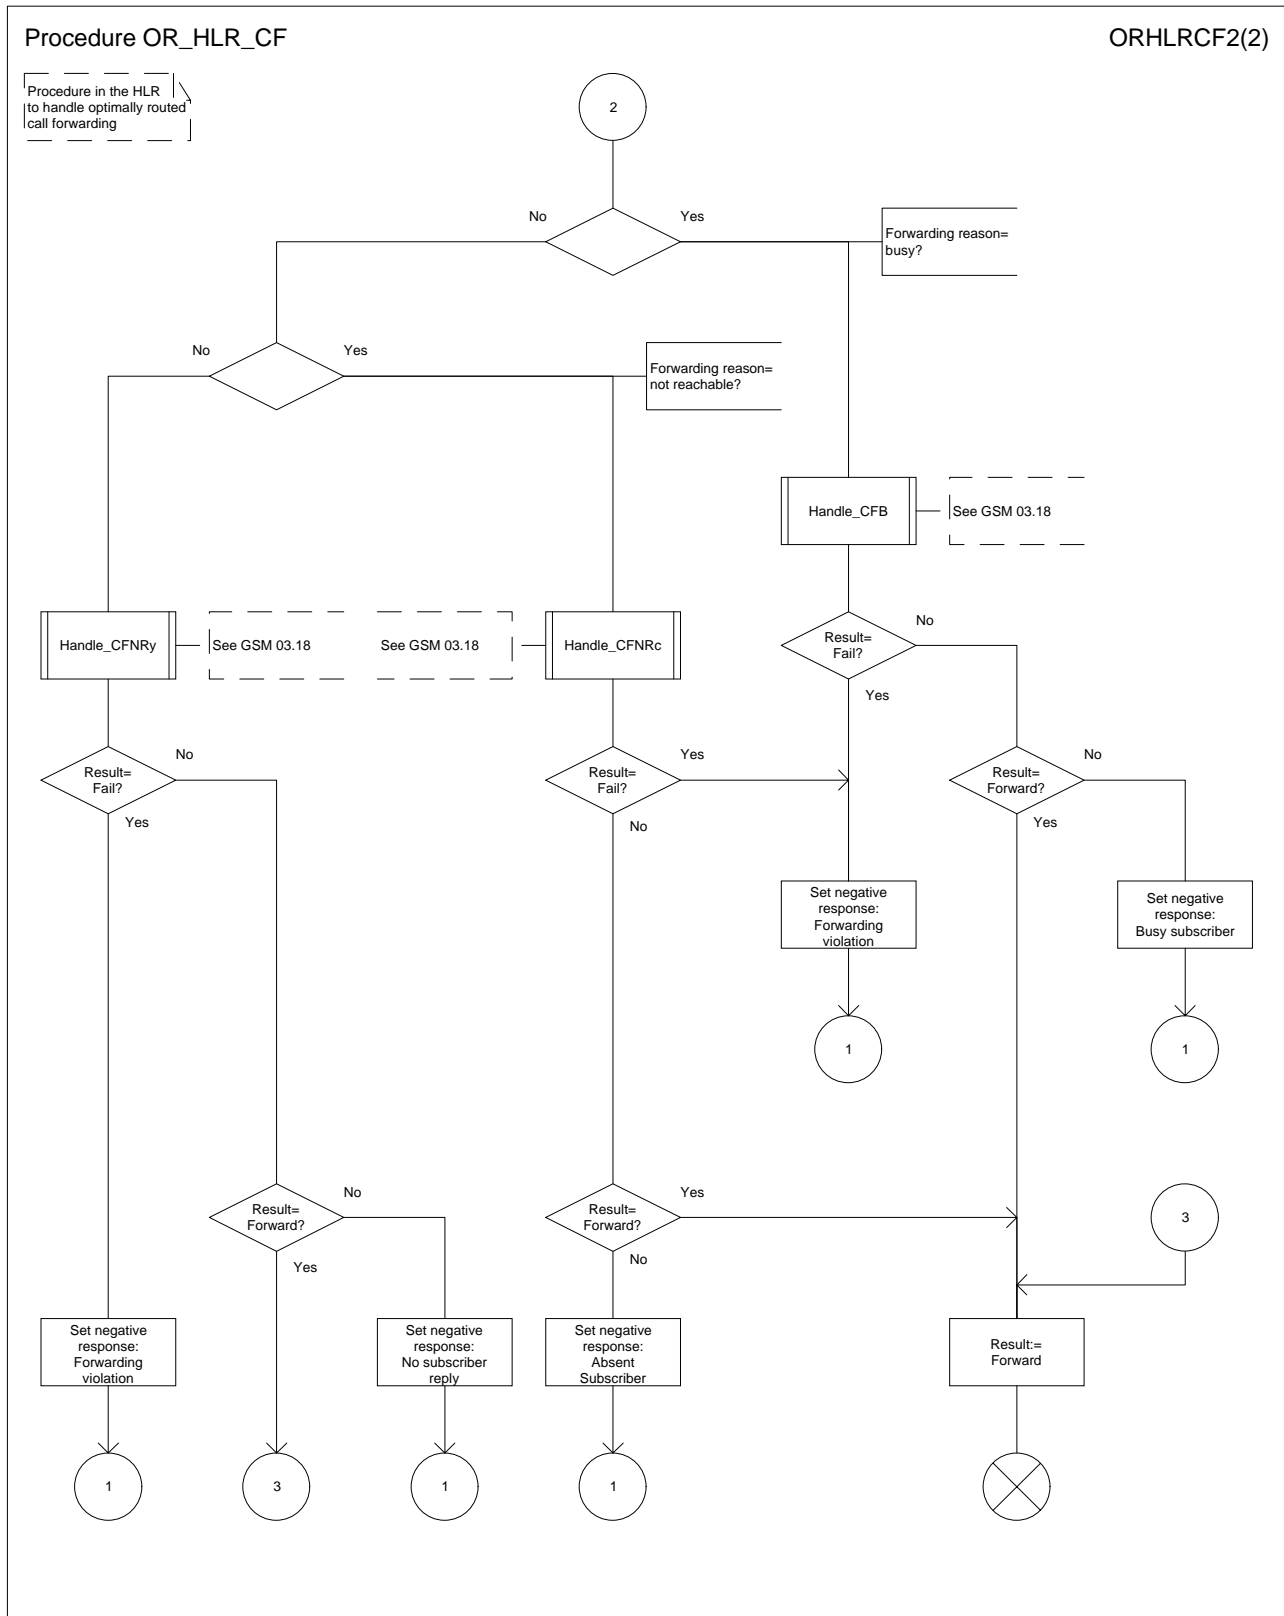 Procedure OR_HLR_CF
ORHLRCF2(2)
Procedure in the HLR
to handle optimally routed
call forwarding
2
No
Yes
Forwarding reason=
busy?
No
Yes
Forwarding reason=
not reachable?
Handle_CFB
See GSM 03.18
Handle_CFNRy
See GSM 03.18
See GSM 03.18
Handle_CFNRc
Result=
Fail?
No
Yes
Result=
Fail?
No
Yes
Result=
Fail?
Yes
No
Result=
Forward?
No
Yes
Set negative
response:
Forwarding
violation
Set negative
response:
Busy subscriber
1
1
Result=
Forward?
No
Yes
Result=
Forward?
Yes
No
3
Set negative
response:
Forwarding
violation
Set negative
response:
No subscriber
reply
Set negative
response:
Absent
Subscriber
Result:=
Forward
1
3
1
1